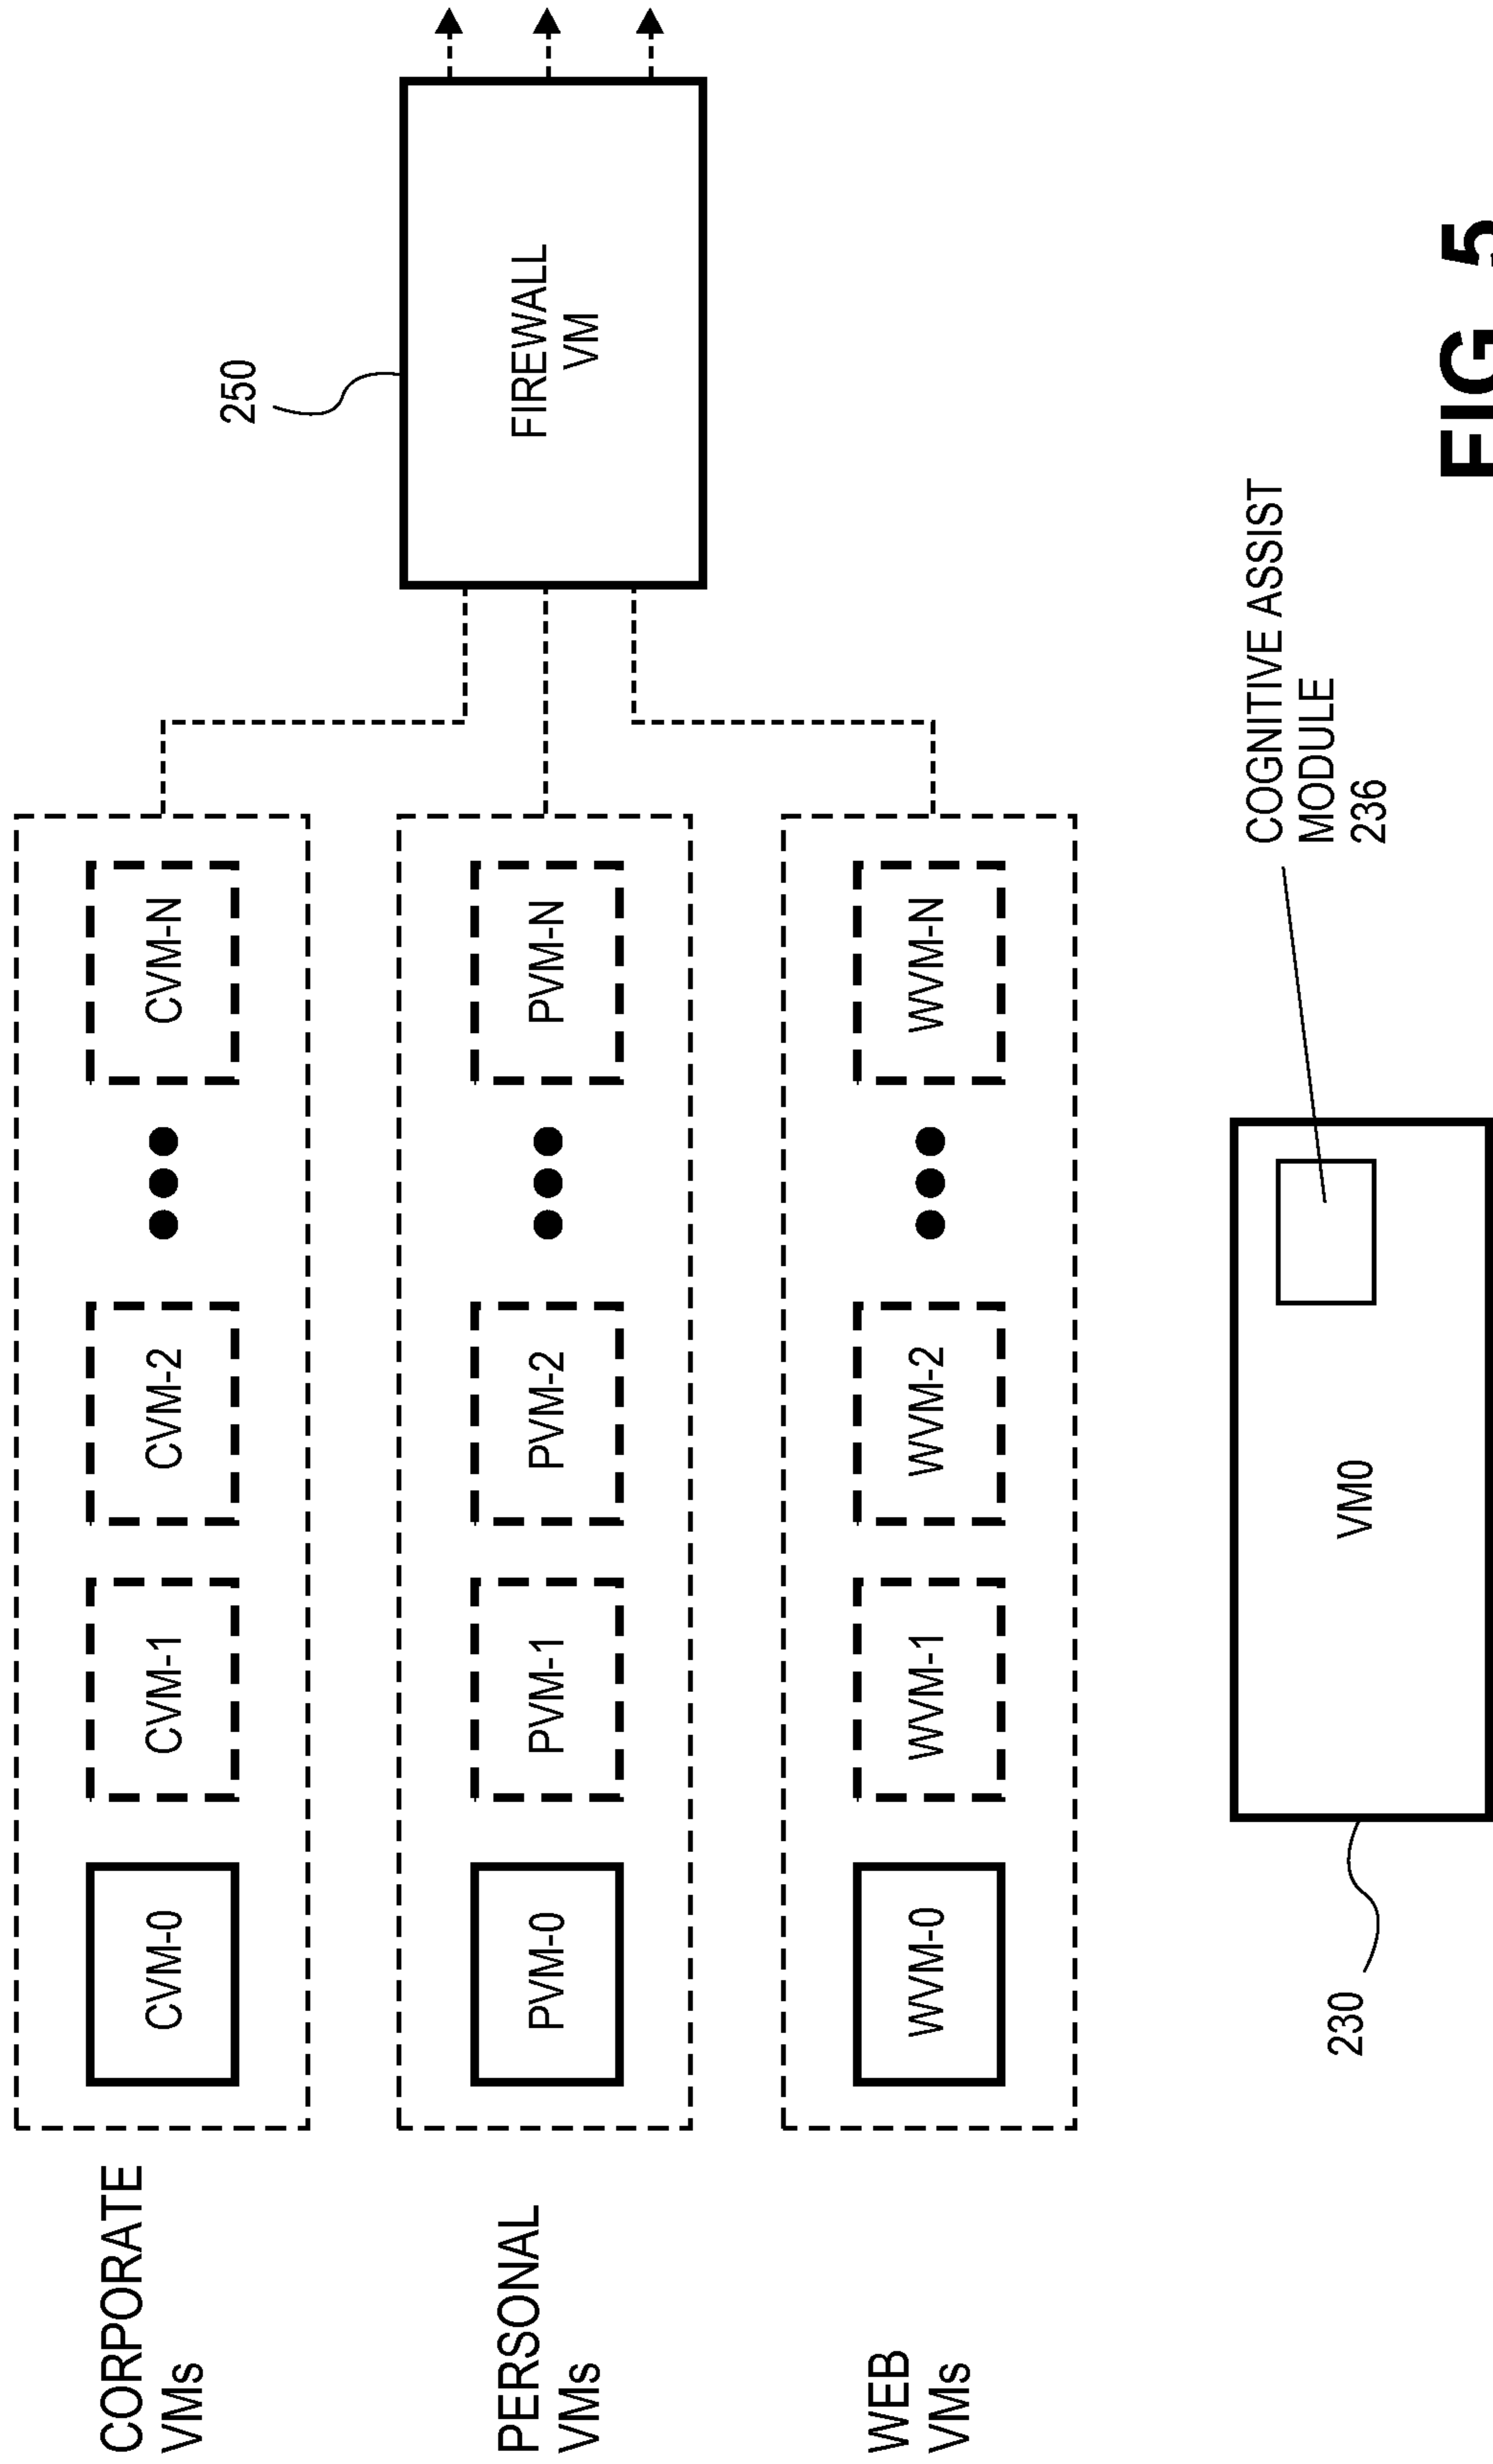 CORPORATE
VMs
CVM-0
CVM-1
CVM-2
CVM-N
250
FIREWALL
VM
PERSONAL
VMs
PVM-0
PVM-1
PVM-2
PVM-N
WEB
VMs
WVM-0
WVM-1
WVM-2
WVM-N
230
VM0
COGNITIVE ASSIST
MODULE
236
FIG. 5